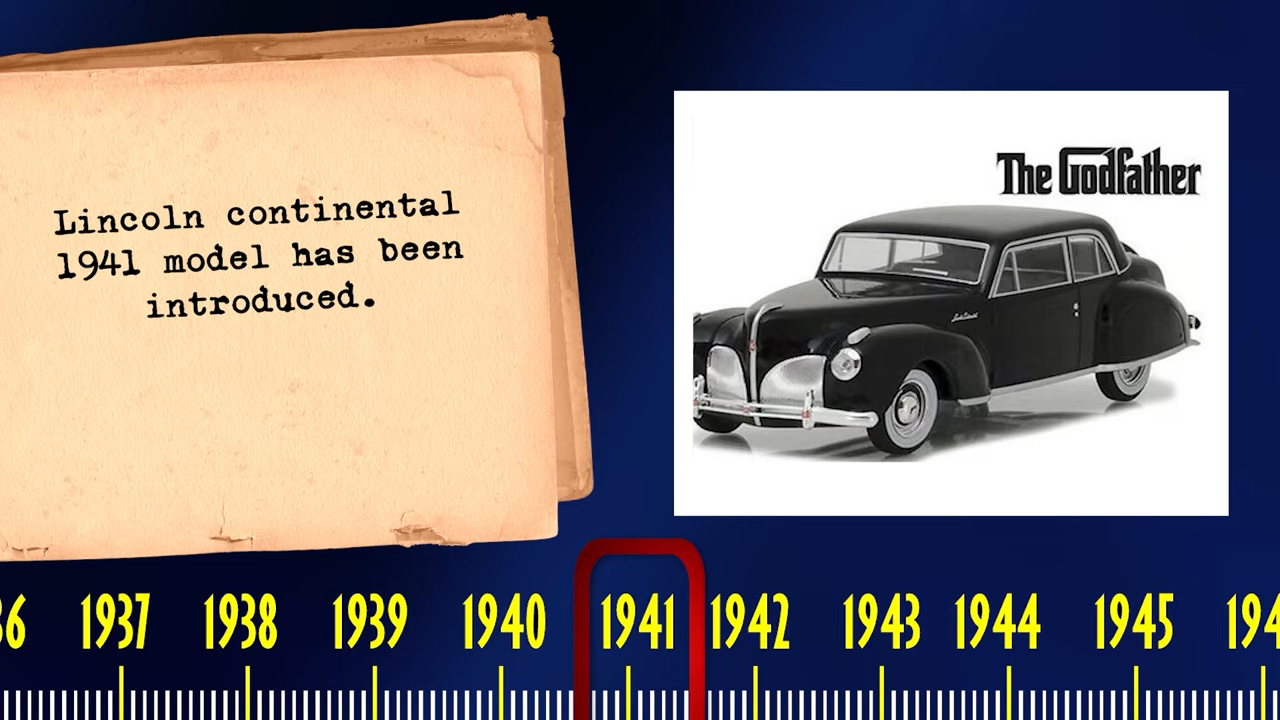 Lincoln continental
1941 model has been
introduced.
The Godfather
1937 1938 1939 1940 1941 1942 1943 1944 1945